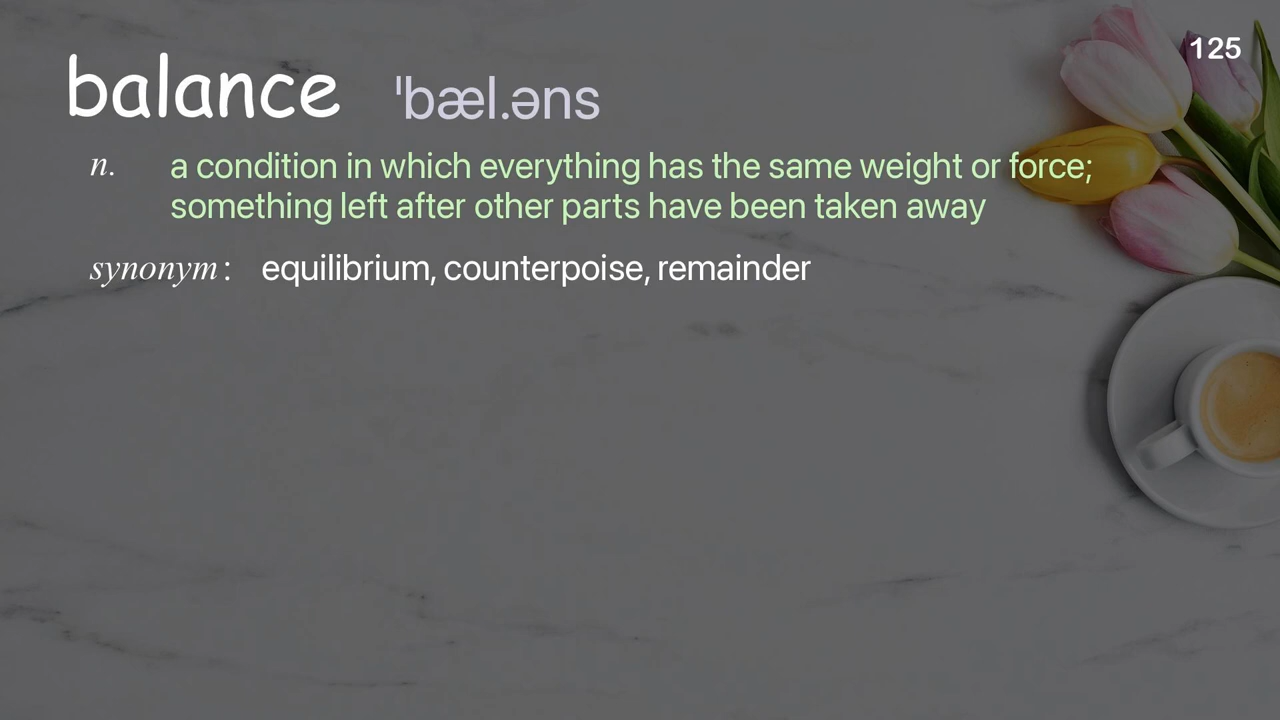 125
balance ˈbæl.əns
n. a condition in which everything has the same weight or force;
something left after other parts have been taken away
synonym: equilibrium, counterpoise, remainder